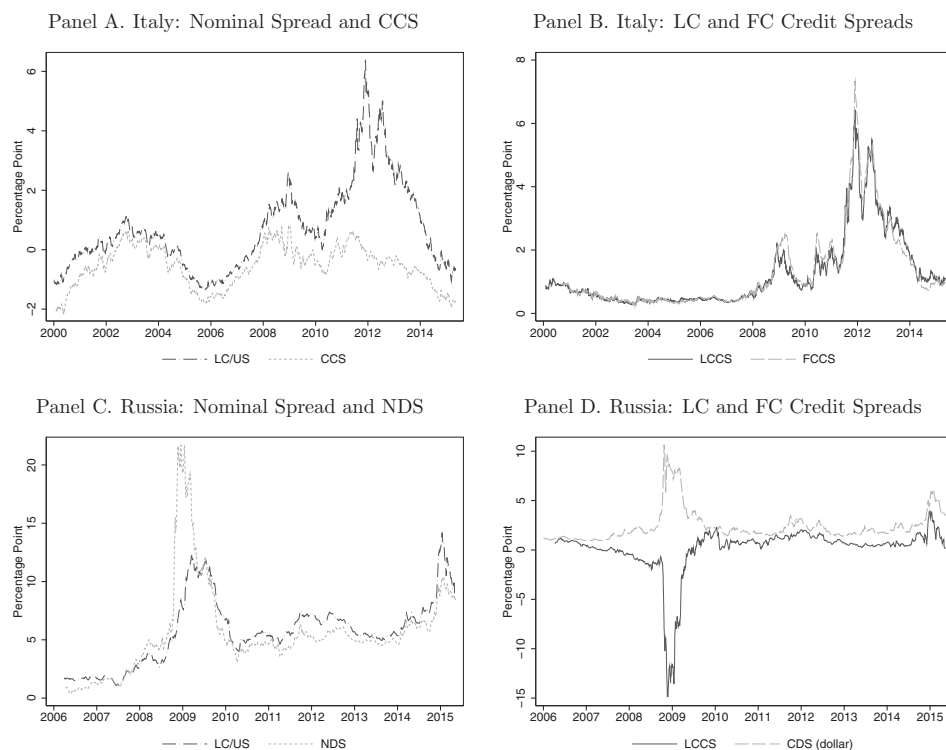 Panel A. Italy: Nominal Spread and CCS
Percentage Point
6
4
2
0
−2
2000 2002 2004 2006 2008 2010 2012 2014
LC/US CCS
Panel B. Italy: LC and FC Credit Spreads
Percentage Point
8
6
4
2
0
2000 2002 2004 2006 2008 2010 2012 2014
LCCS FCCS
Panel C. Russia: Nominal Spread and NDS
Percentage Point
20
15
10
5
0
2006 2007 2008 2009 2010 2011 2012 2013 2014 2015
LC/US NDS
Panel D. Russia: LC and FC Credit Spreads
Percentage Point
10
5
0
−5
−10
−15
2006 2007 2008 2009 2010 2011 2012 2013 2014 2015
LCCS CDS (dollar)